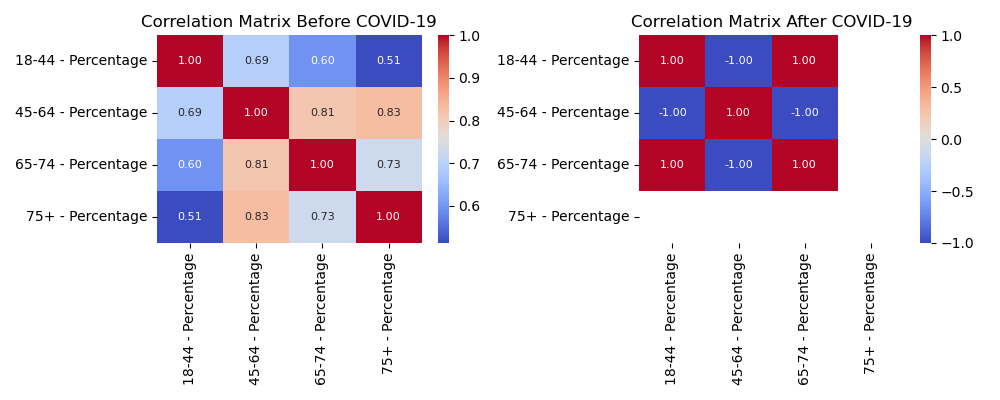 Correlation Matrix Before COVID-19
18-44 - Percentage
1.00 0.69 0.60 0.51
45-64 - Percentage
0.69 1.00 0.81 0.83
65-74 - Percentage
0.60 0.81 1.00 0.73
75+ - Percentage
0.51 0.83 0.73 1.00
18-44 - Percentage
45-64 - Percentage
65-74 - Percentage
75+ - Percentage
1.0
0.9
0.8
0.7
0.6
Correlation Matrix After COVID-19
18-44 - Percentage
1.00 -1.00 1.00
45-64 - Percentage
-1.00 1.00 -1.00
65-74 - Percentage
1.00 -1.00 1.00
75+ - Percentage
18-44 - Percentage
45-64 - Percentage
65-74 - Percentage
75+ - Percentage
1.0
0.5
0.0
−0.5
−1.0